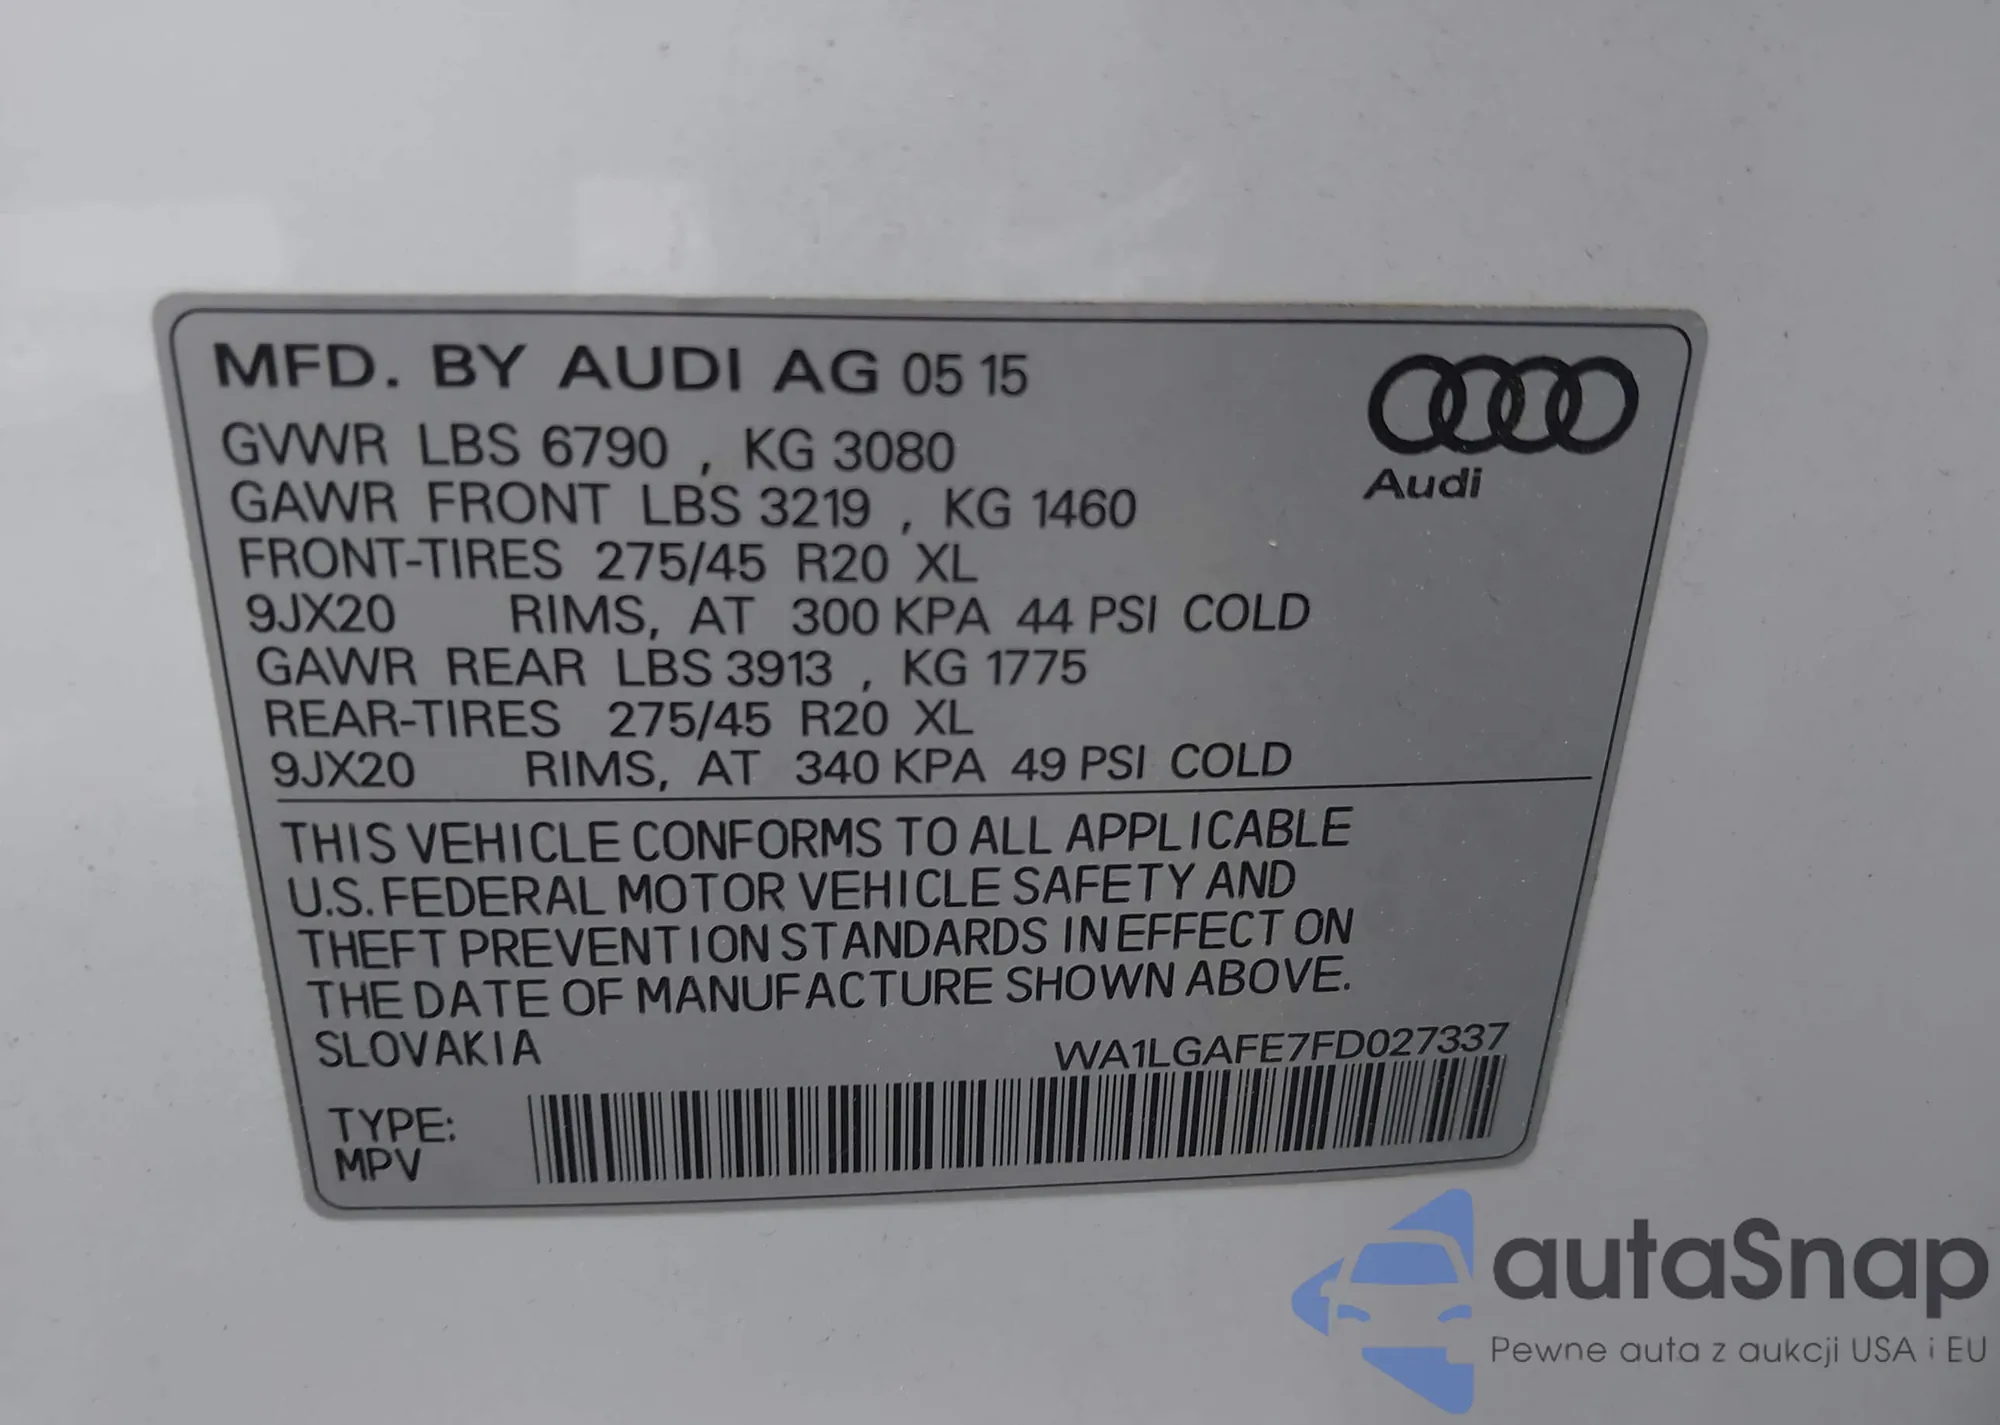 MFD. BY AUDI AG 05 15
Audi
GVWR LBS 6790 , KG 3080
GAWR FRONT LBS 3219 , KG 1460
FRONT-TIRES 275/45 R20 XL
9JX20 RIMS, AT 300 KPA 44 PSI COLD
GAWR REAR LBS 3913 , KG 1775
REAR-TIRES 275/45 R20 XL
9JX20 RIMS, AT 340 KPA 49 PSI COLD
THIS VEHICLE CONFORMS TO ALL APPLICABLE
U.S. FEDERAL MOTOR VEHICLE SAFETY AND
THEFT PREVENTION STANDARDS IN EFFECT ON
THE DATE OF MANUFACTURE SHOWN ABOVE.
SLOVAKIA WA1LGAFE7FD027337
TYPE:
MPV
autaSnap
Pewne auta z aukcji USA i EU